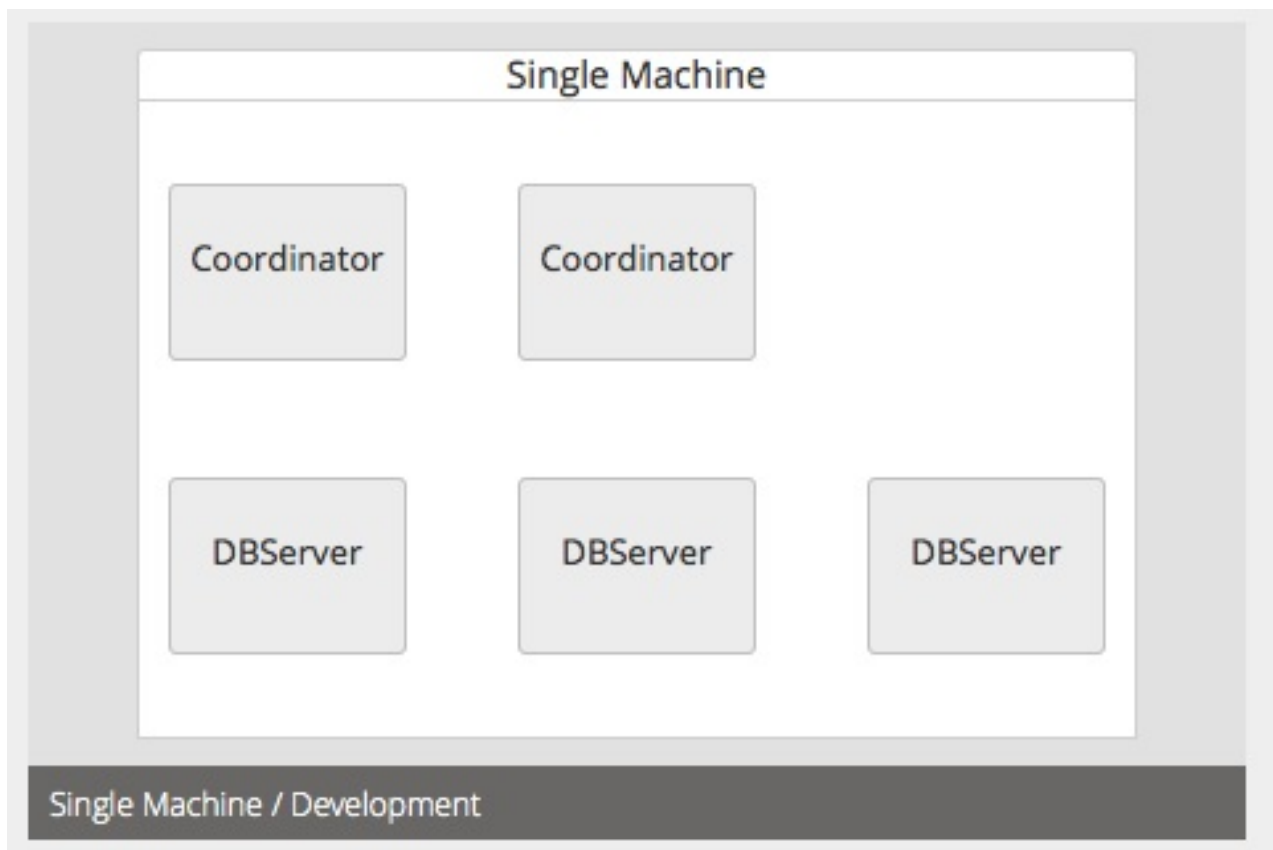 Single Machine
Coordinator Coordinator
DBServer DBServer DBServer
Single Machine / Development